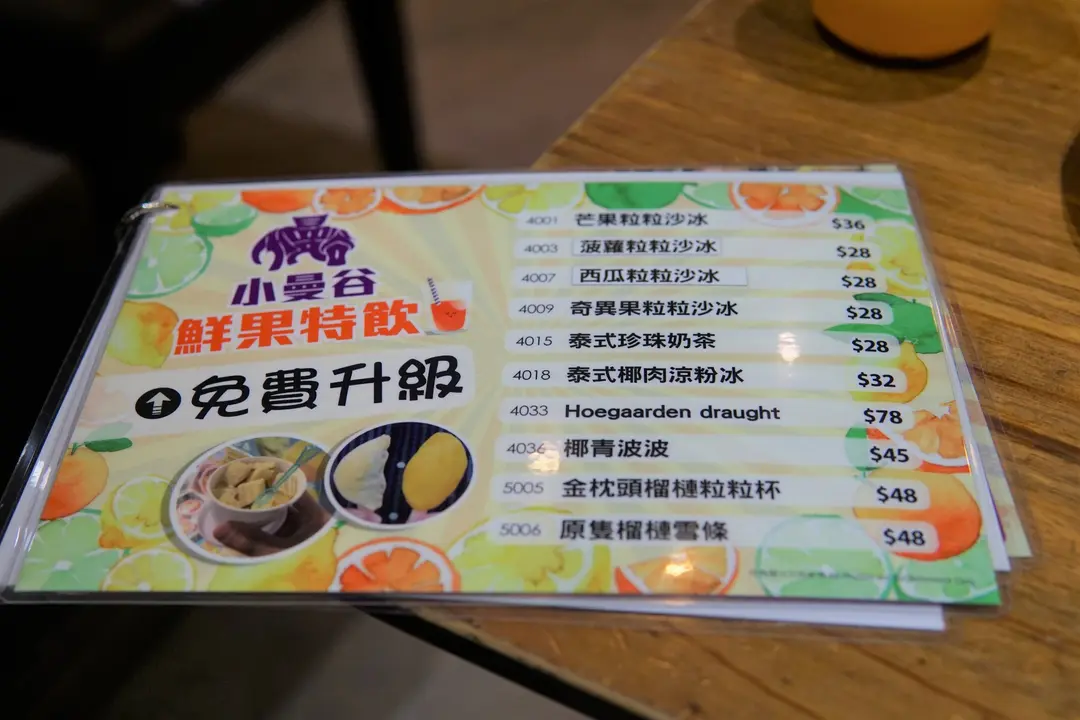 小曼谷
小曼谷
鮮果特飲
免費升級
4001 芒果粒粒沙冰 $36
4003 菠蘿粒粒沙冰 $28
4007 西瓜粒粒沙冰 $28
4009 奇異果粒粒沙冰 $28
4015 泰式珍珠奶茶 $28
4018 泰式椰肉涼粉冰 $32
4033 Hoegaarden draught $78
4036 椰青波波 $45
5005 金枕頭榴槤粒粒杯 $48
5006 原隻榴槤雪條 $48